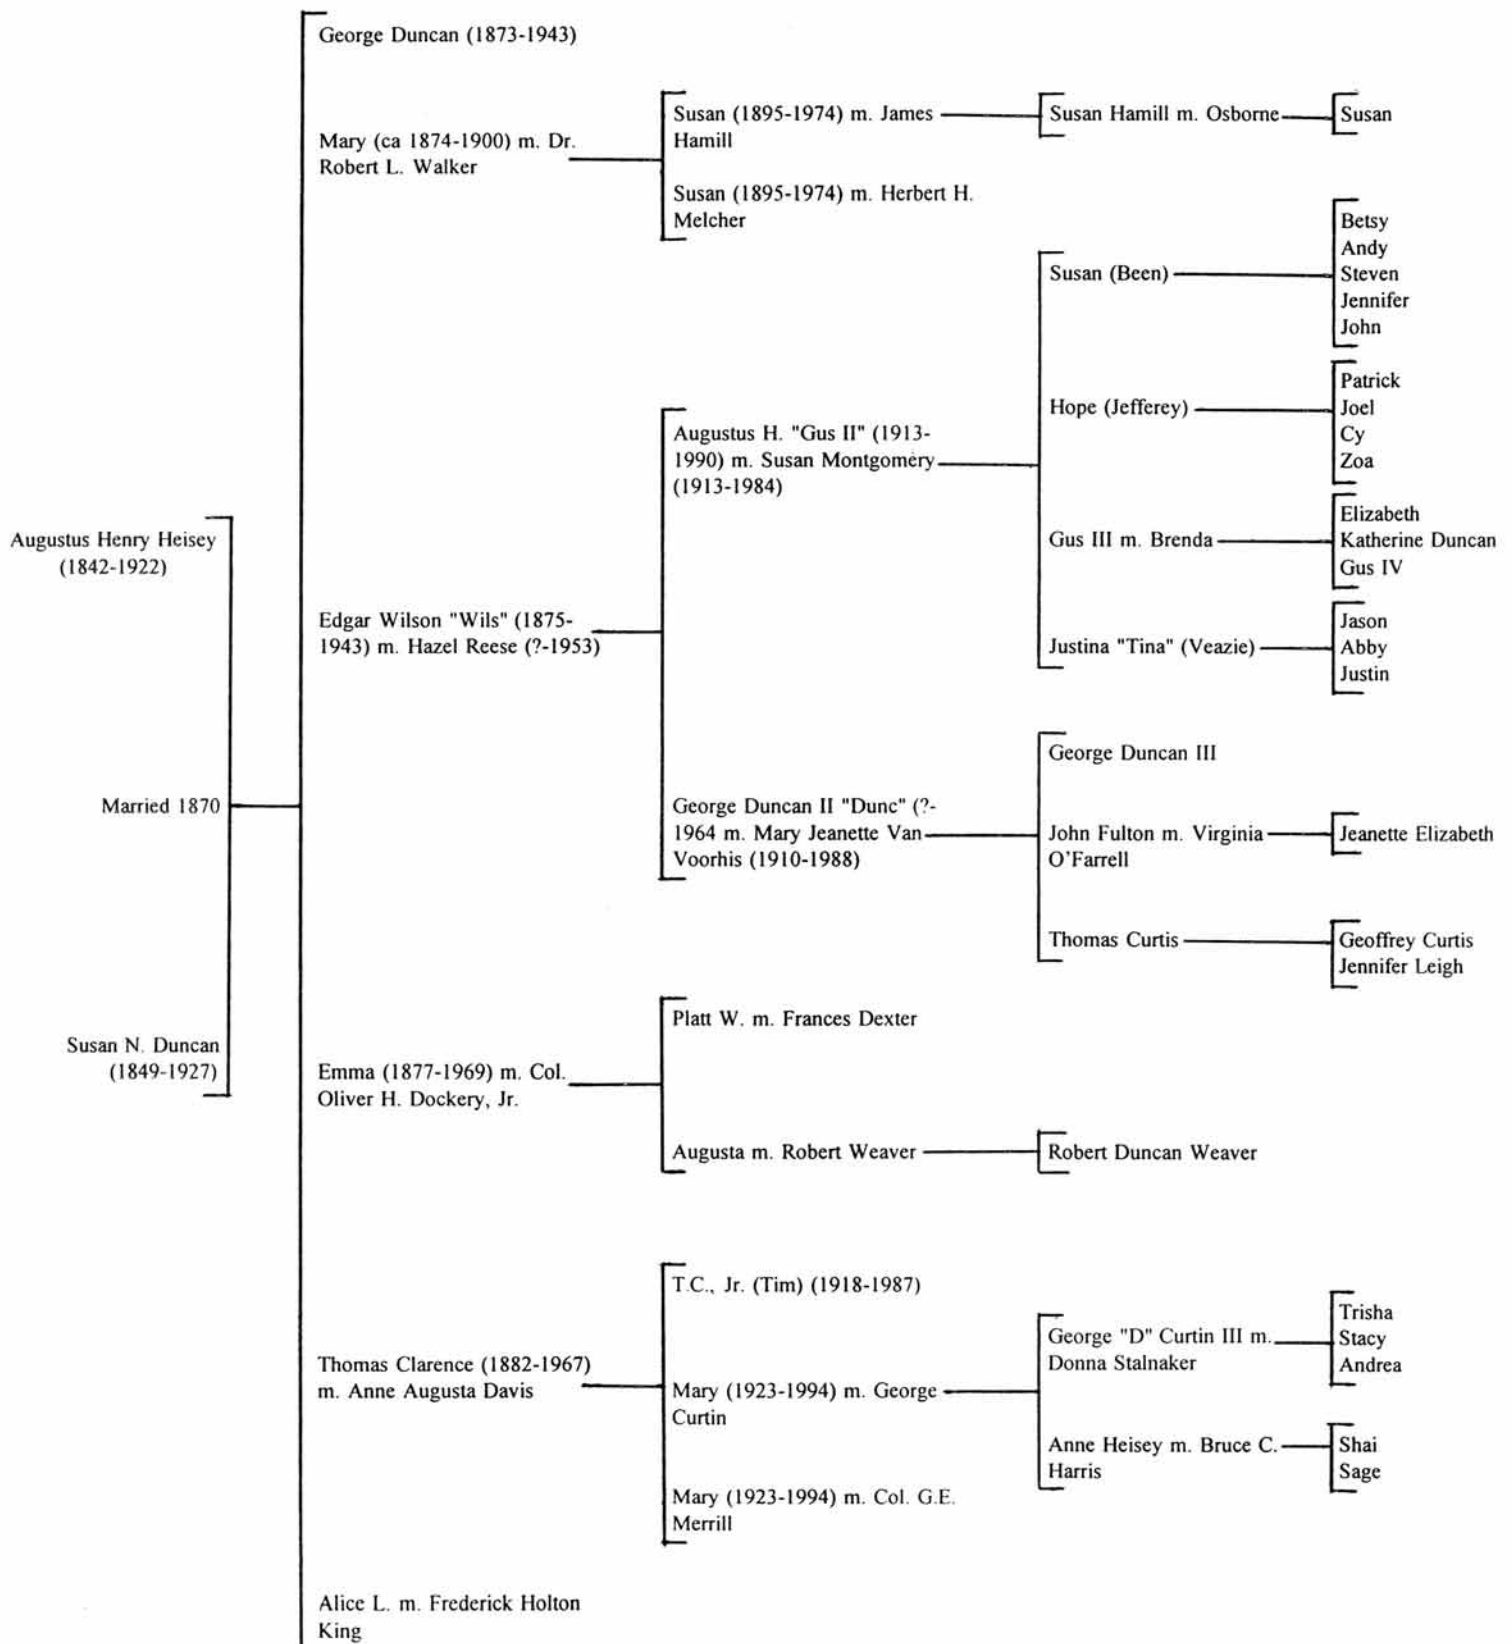 George Duncan (1873-1943)
Mary (ca 1874-1900) m. Dr.
Robert L. Walker
Susan (1895-1974) m. James
Hamill
Susan Hamill m. Osborne
Susan
Susan (1895-1974) m. Herbert H.
Melcher
Augustus Henry Heisey
(1842-1922)
Married 1870
Susan N. Duncan
(1849-1927)
Edgar Wilson "Wils" (1875-
1943) m. Hazel Reese (?-1953)
Augustus H. "Gus II" (1913-
1990) m. Susan Montgomery
(1913-1984)
Susan (Been)
Betsy
Andy
Steven
Jennifer
John
Hope (Jefferey)
Patrick
Joel
Cy
Zoa
Gus III m. Brenda
Elizabeth
Katherine Duncan
Gus IV
Justina "Tina" (Veazie)
Jason
Abby
Justin
George Duncan II "Dunc" (?-
1964 m. Mary Jeanette Van
Voorhis (1910-1988)
George Duncan III
John Fulton m. Virginia
O'Farrell
Jeanette Elizabeth
Thomas Curtis
Geoffrey Curtis
Jennifer Leigh
Emma (1877-1969) m. Col.
Oliver H. Dockery, Jr.
Platt W. m. Frances Dexter
Augusta m. Robert Weaver
Robert Duncan Weaver
Thomas Clarence (1882-1967)
m. Anne Augusta Davis
T.C., Jr. (Tim) (1918-1987)
Mary (1923-1994) m. George
Curtin
George "D" Curtin III m.
Donna Stalnaker
Trisha
Stacy
Andrea
Anne Heisey m. Bruce C.
Harris
Shai
Sage
Mary (1923-1994) m. Col. G.E.
Merrill
Alice L. m. Frederick Holton
King